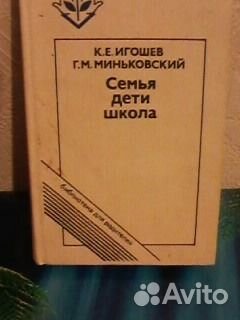 К.Е.ИГОШЕВ
Г.М.МИНЬКОВСКИЙ
Семья
дети
школа
библиотека для родителей
Avito